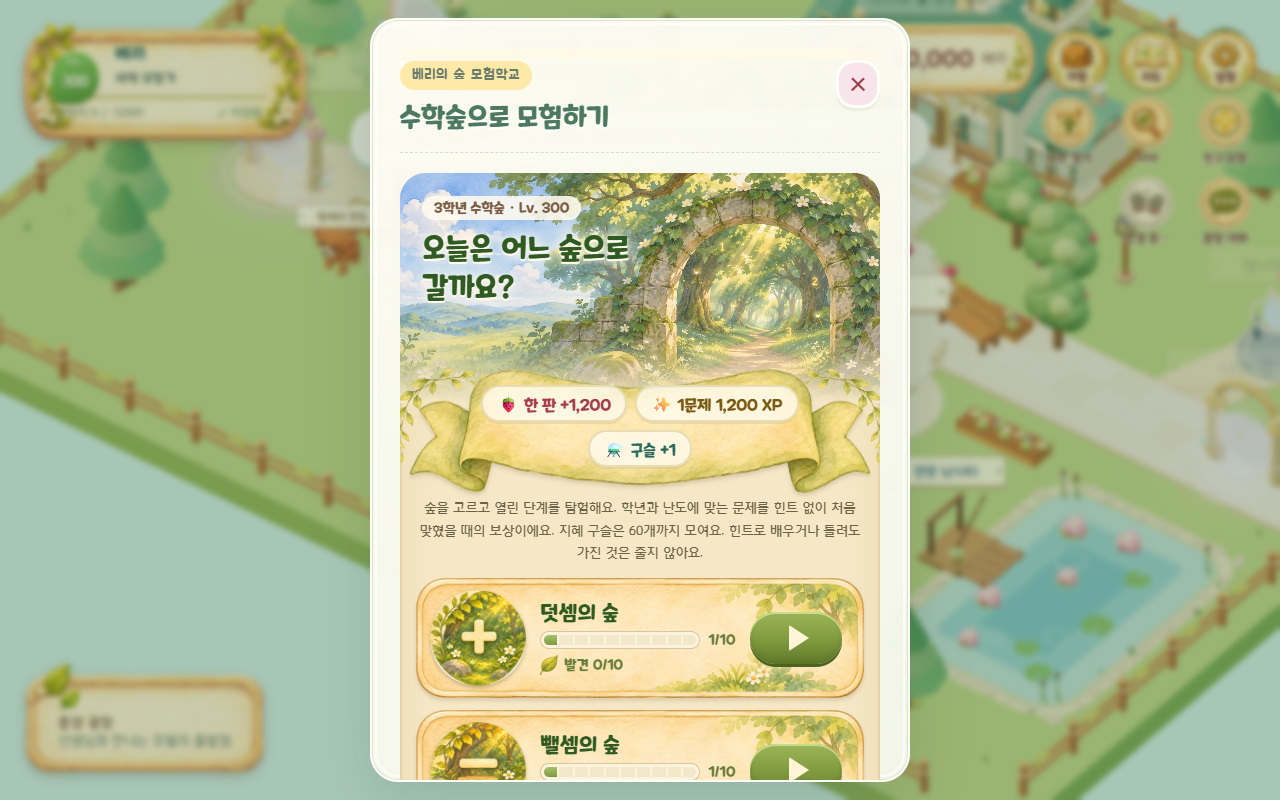 베리의 숲 모험학교
수학숲으로 모험하기
3학년 수학숲 · Lv. 300
오늘은 어느 숲으로
갈까요?
한 판 +1,200
1문제 1,200 XP
구슬 +1
숲을 고르고 열린 단계를 탐험해요. 학년과 난도에 맞는 문제를 힌트 없이 처음
맞혔을 때의 보상이에요. 지혜 구슬은 60개까지 모여요. 힌트로 배우거나 틀려도
가진 것은 줄지 않아요.
덧셈의 숲
1/10
발견 0/10
뺄셈의 숲
1/10